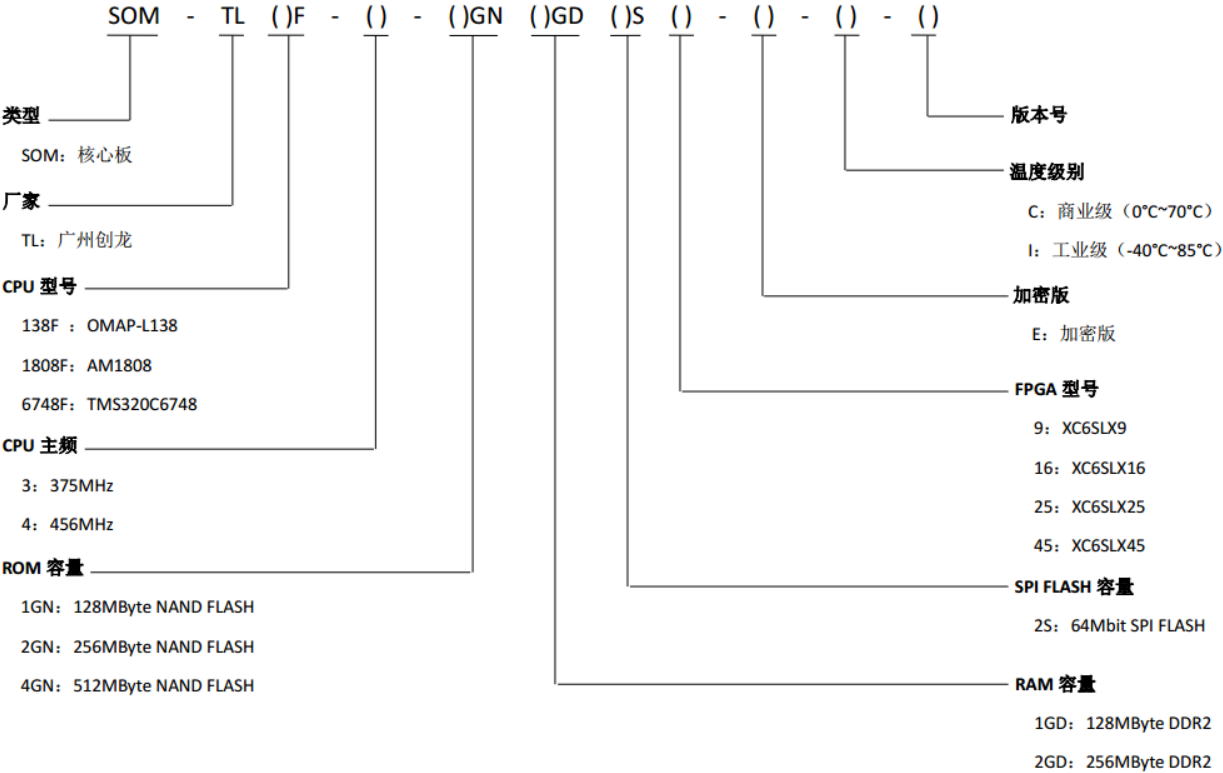 SOM - TL ( )F - ( ) - ( )GN ( )GD ( )S ( ) - ( ) - ( ) - ( )
类型
SOM：核心板
厂家
TL：广州创龙
CPU 型号
138F ：OMAP-L138
1808F：AM1808
6748F：TMS320C6748
CPU 主频
3：375MHz
4：456MHz
ROM 容量
1GN：128MByte NAND FLASH
2GN：256MByte NAND FLASH
4GN：512MByte NAND FLASH
版本号
温度级别
C：商业级（0°C~70°C）
I：工业级（-40°C~85°C）
加密版
E：加密版
FPGA 型号
9：XC6SLX9
16：XC6SLX16
25：XC6SLX25
45：XC6SLX45
SPI FLASH 容量
2S：64Mbit SPI FLASH
RAM 容量
1GD：128MByte DDR2
2GD：256MByte DDR2